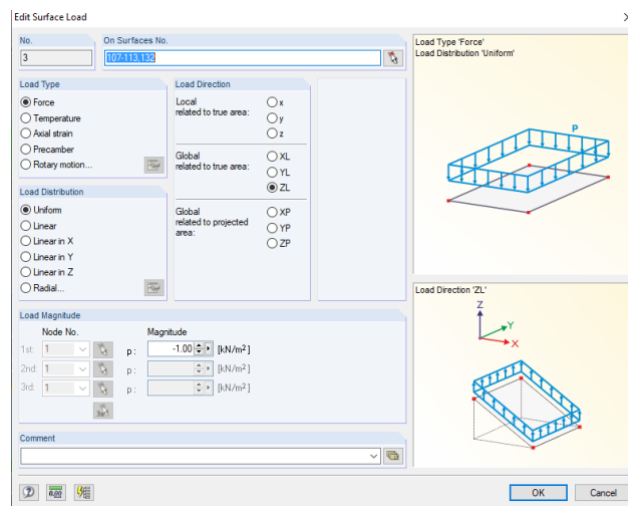 Edit Surface Load
No.
On Surfaces No.
3
107-113,132
Load Type
Force
Temperature
Axial strain
Precamber
Rotary motion...
Load Distribution
Uniform
Linear
Linear in X
Linear in Y
Linear in Z
Radial...
Load Direction
Local
related to true area:
x
y
z
Global
related to true area:
XL
YL
ZL
Global
related to projected
area:
XP
YP
ZP
Load Magnitude
Node No.
Magnitude
1st: 1 p: -1.00 [kN/m²]
2nd: 1 p: [kN/m²]
3rd: 1 p: [kN/m²]
Comment
Load Type 'Force'
Load Distribution 'Uniform'
P
Load Direction 'ZL'
Z
Y
X
0.00
OK
Cancel